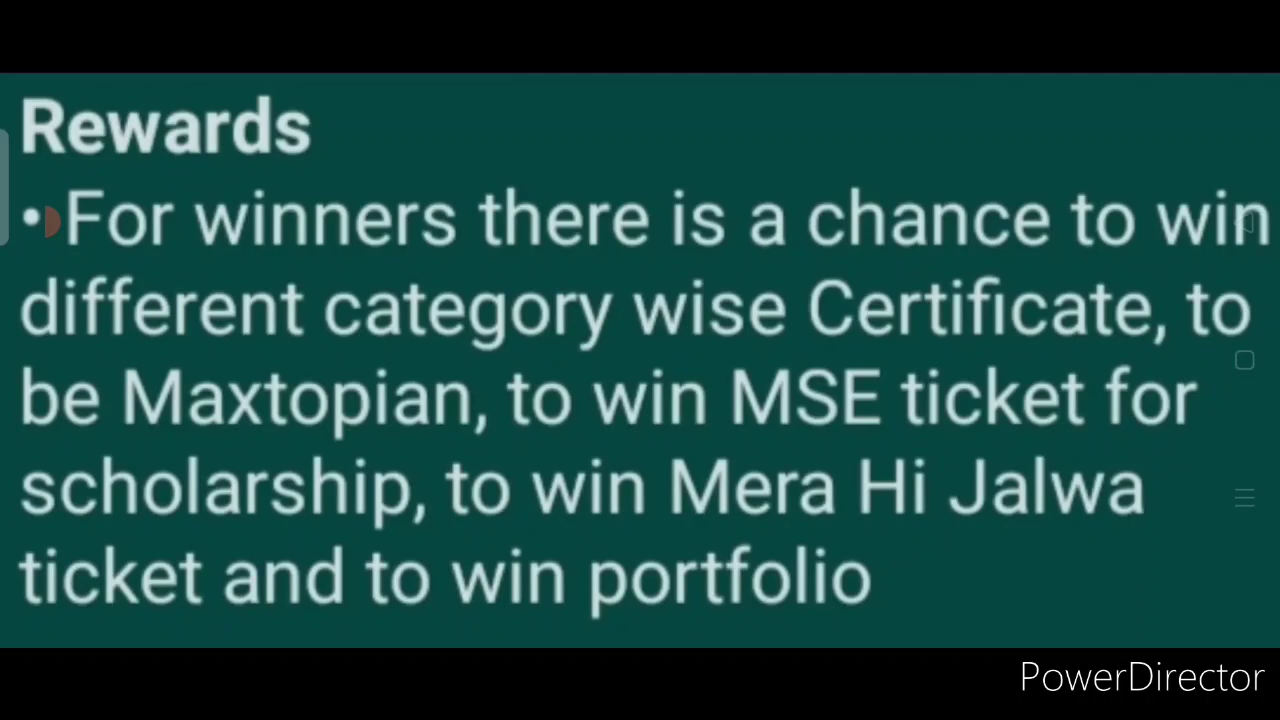 Rewards
• For winners there is a chance to win
different category wise Certificate, to
be Maxtopian, to win MSE ticket for
scholarship, to win Mera Hi Jalwa
ticket and to win portfolio
PowerDirector